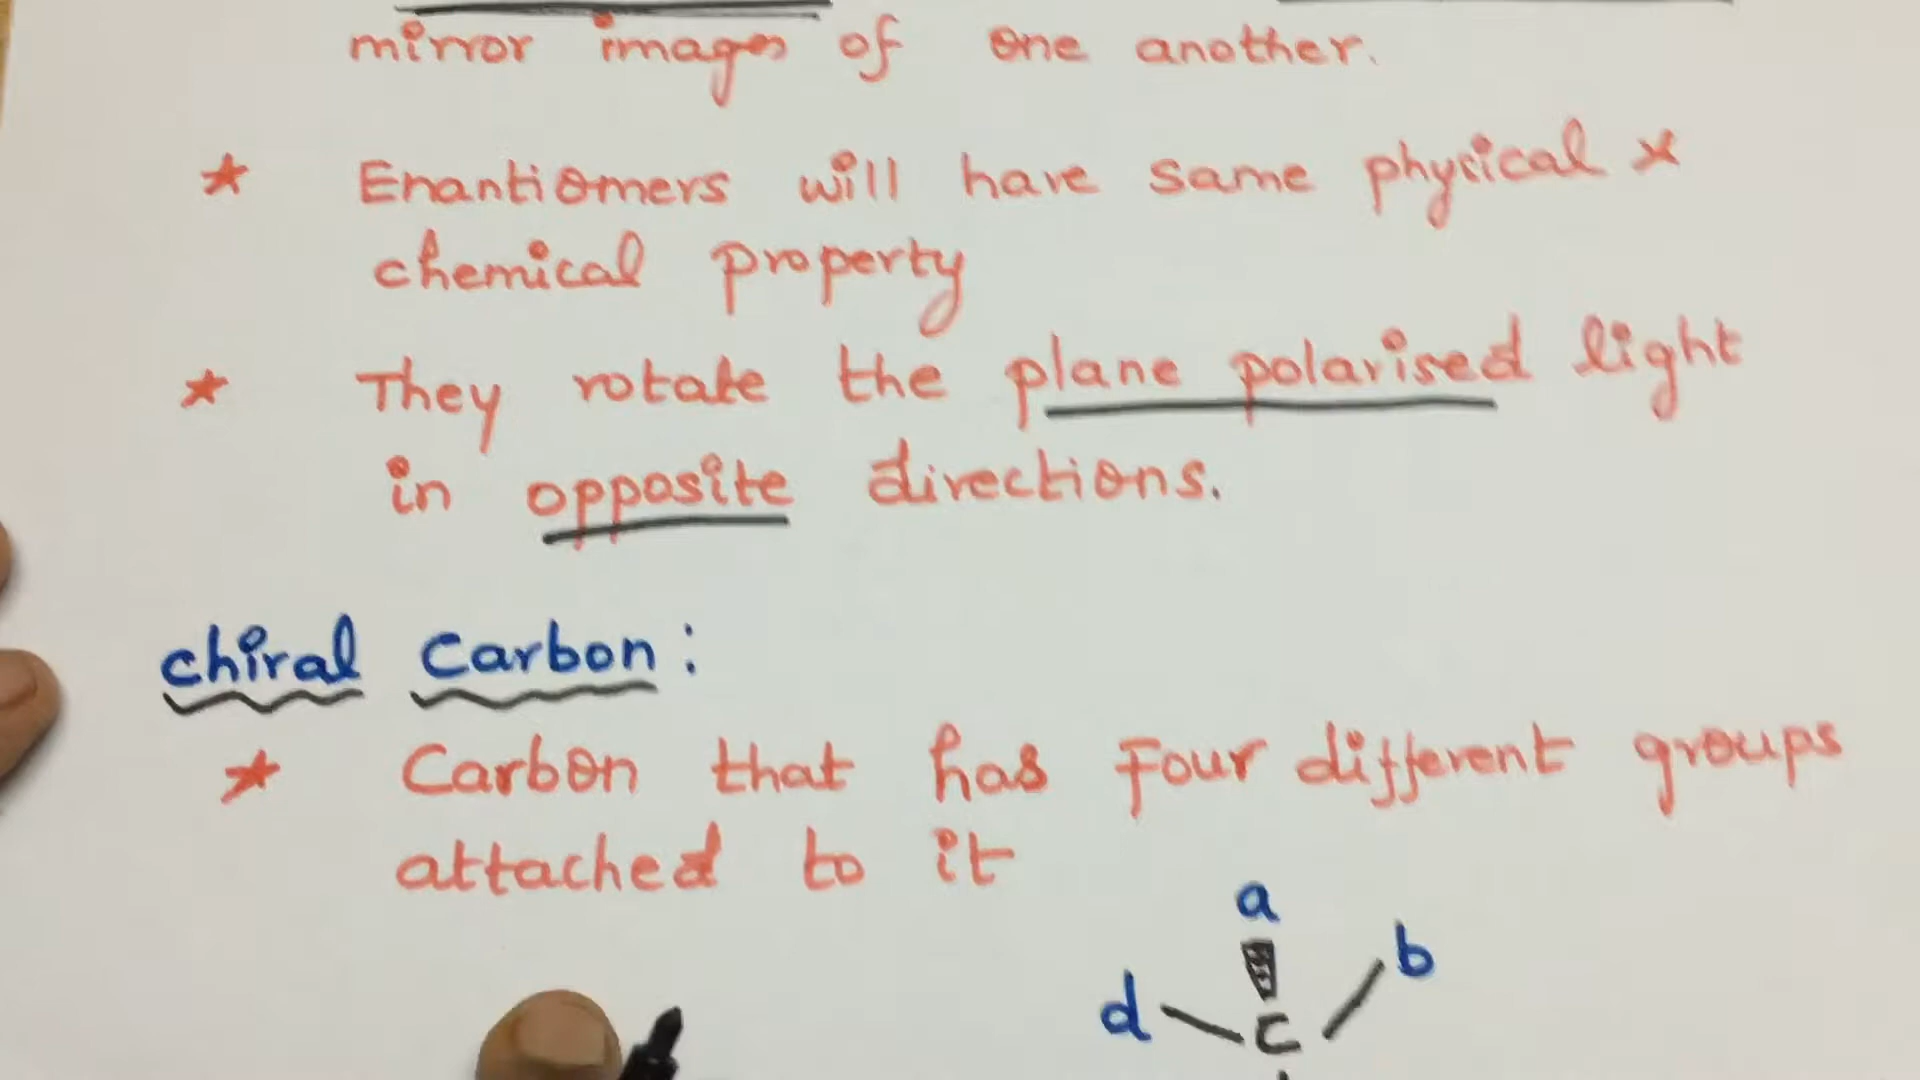 mirror images of one another.
* Enantiomers will have same physical &
chemical property
* They rotate the plane polarised light
in opposite directions.
chiral carbon:
* Carbon that has Four different groups
attached to it
a
b
d
C